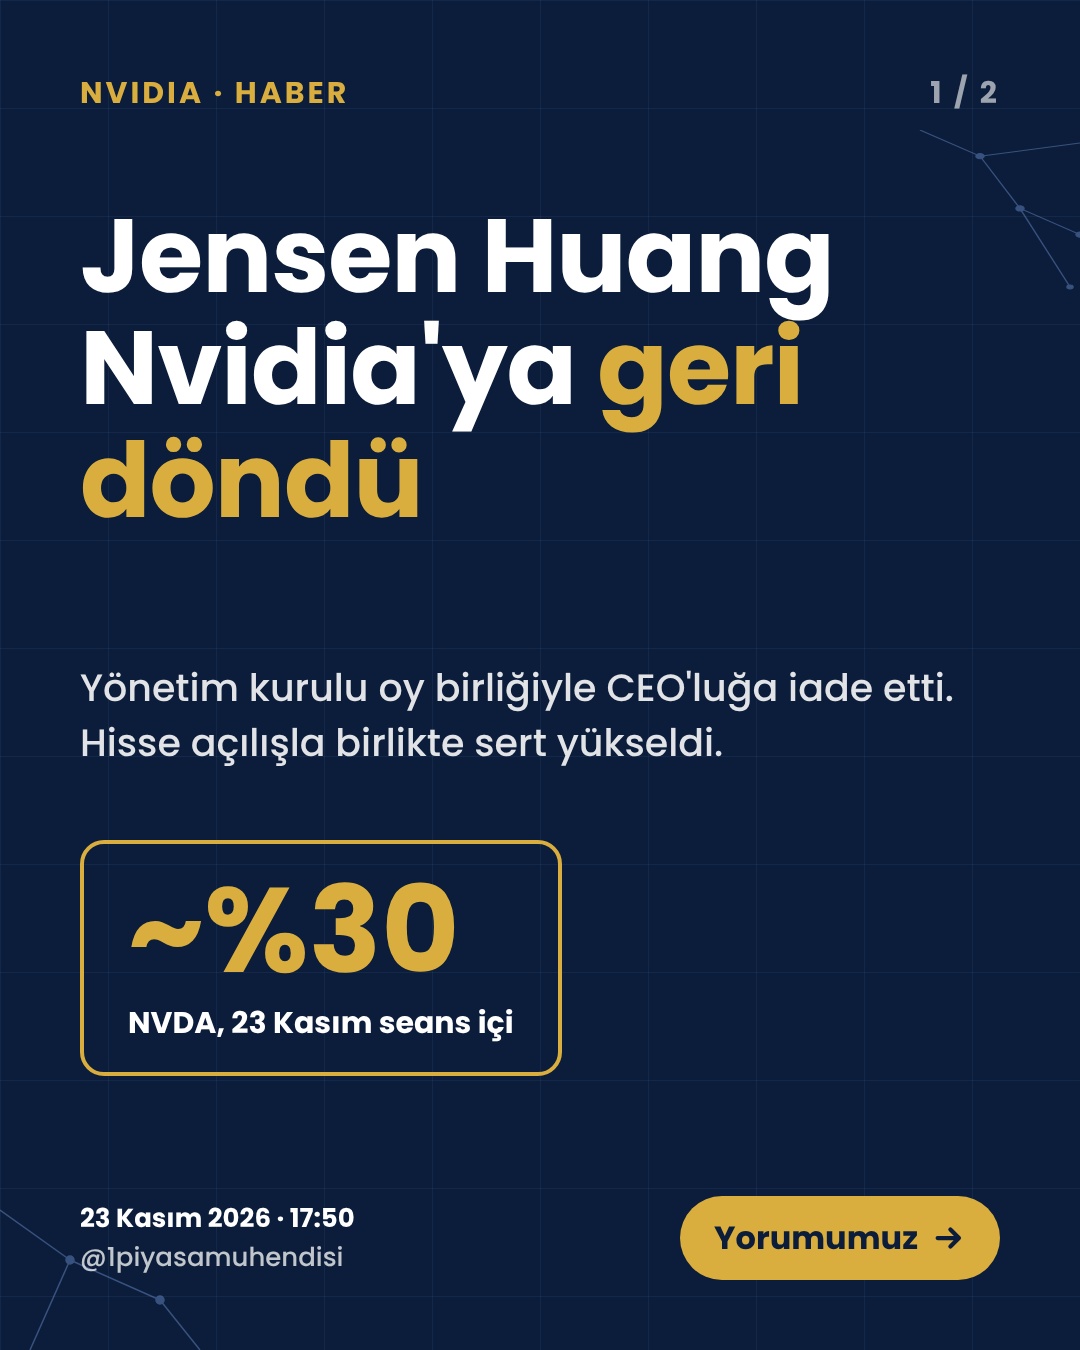 NVIDIA · HABER
1 / 2
Jensen Huang
Nvidia'ya geri
döndü
Yönetim kurulu oy birliğiyle CEO'luğa iade etti.
Hisse açılışla birlikte sert yükseldi.
~%30
NVDA, 23 Kasım seans içi
23 Kasım 2026 · 17:50
@1piyasamuhendisi
Yorumumuz →